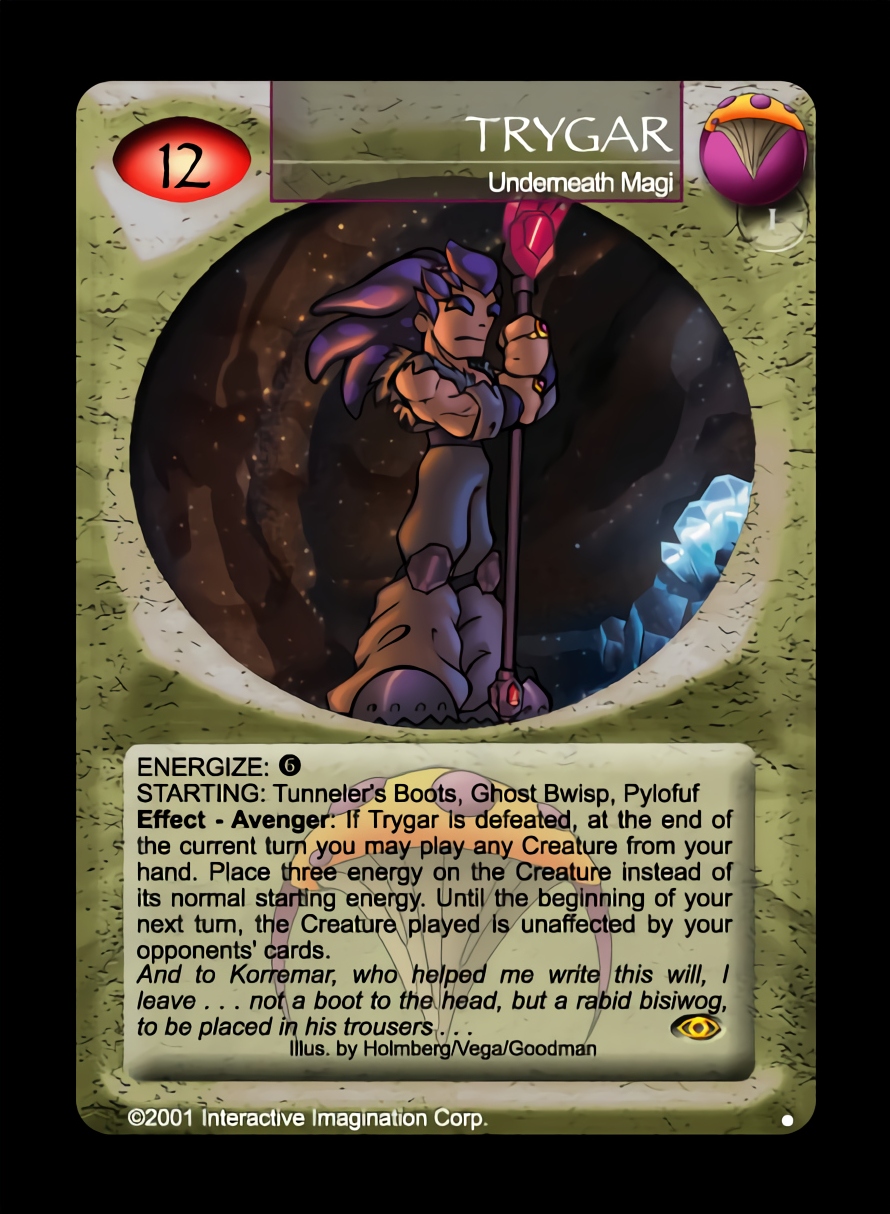 12
TRYGAR
Underneath Magi
I
ENERGIZE: ❻
STARTING: Tunneler's Boots, Ghost Bwisp, Pylofuf
Effect - Avenger: If Trygar is defeated, at the end of
the current turn you may play any Creature from your
hand. Place three energy on the Creature instead of
its normal starting energy. Until the beginning of your
next turn, the Creature played is unaffected by your
opponents' cards.
And to Korremar, who helped me write this will, I
leave . . . not a boot to the head, but a rabid bisiwog,
to be placed in his trousers . . .
Illus. by Holmberg/Vega/Goodman
©2001 Interactive Imagination Corp.